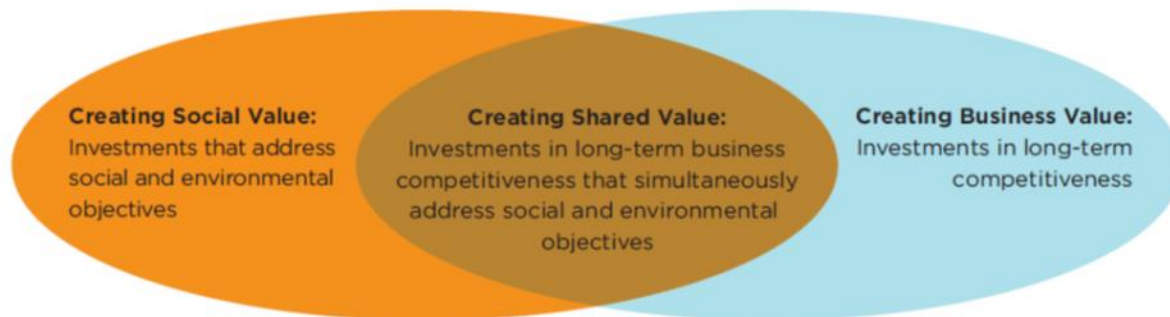 Creating Social Value:
Investments that address
social and environmental
objectives
Creating Shared Value:
Investments in long-term business
competitiveness that simultaneously
address social and environmental
objectives
Creating Business Value:
Investments in long-term
competitiveness